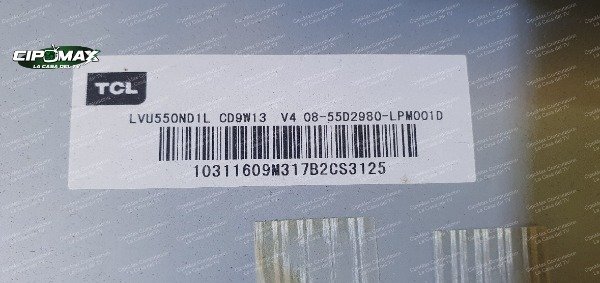 CIPOMAX
LA CASA DEL TV
TCL
LVU550ND1L CD9W13 V4 08-55D2980-LPM001D
10311609M317B2CS3125